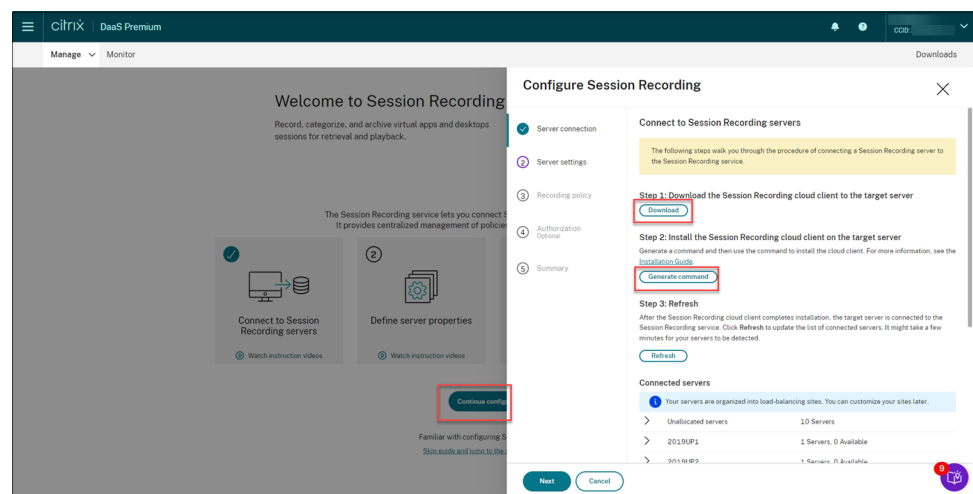 citrix | DaaS Premium
CCID:
Manage
Monitor
Downloads
Welcome to Session Recording
Record, categorize, and archive virtual apps and desktops
sessions for retrieval and playback.
The Session Recording service lets you connect
It provides centralized management of policie
2
Connect to Session
Recording servers
Define server properties
Watch instruction videos
Watch instruction videos
Continue config
Familiar with configuring S
Skip guide and jump to the
Configure Session Recording
Server connection
2 Server settings
3 Recording policy
4 Authorization
Optional
5 Summary
Connect to Session Recording servers
The following steps walk you through the procedure of connecting a Session Recording server to
the Session Recording service.
Step 1: Download the Session Recording cloud client to the target server
Download
Step 2: Install the Session Recording cloud client on the target server
Generate a command and then use the command to install the cloud client. For more information, see the
Installation Guide.
Generate command
Step 3: Refresh
After the Session Recording cloud client completes installation, the target server is connected to the
Session Recording service. Click Refresh to update the list of connected servers. It might take a few
minutes for your servers to be detected.
Refresh
Connected servers
Your servers are organized into load-balancing sites. You can customize your sites later.
Unallocated servers 10 Servers
2019UP1 1 Servers, 0 Available
2019UP2 1 Servers, 0 Available
Next
Cancel
9